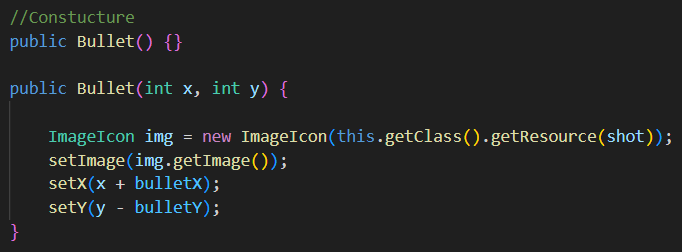 //Constucture
public Bullet() {}
public Bullet(int x, int y) {
ImageIcon img = new ImageIcon(this.getClass().getResource(shot));
setImage(img.getImage());
setX(x + bulletX);
setY(y - bulletY);
}